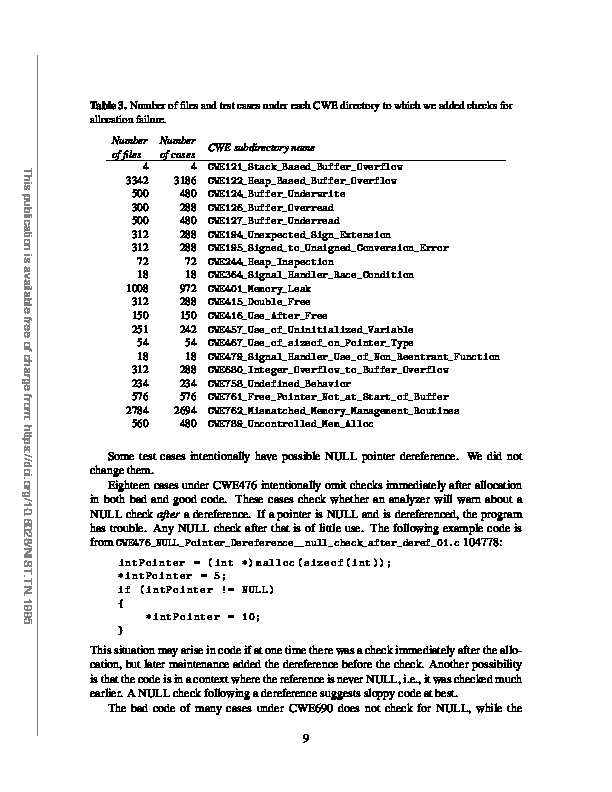 Table 3. Number of files and test cases under each CWE directory to which we added checks for
allocation failure.
Number Number
of files of cases CWE subdirectory name
4 4 CWE121_Stack_Based_Buffer_Overflow
3342 3186 CWE122_Heap_Based_Buffer_Overflow
500 480 CWE124_Buffer_Underwrite
300 288 CWE126_Buffer_Overread
500 480 CWE127_Buffer_Underread
312 288 CWE194_Unexpected_Sign_Extension
312 288 CWE195_Signed_to_Unsigned_Conversion_Error
72 72 CWE244_Heap_Inspection
18 18 CWE364_Signal_Handler_Race_Condition
1008 972 CWE401_Memory_Leak
312 288 CWE415_Double_Free
150 150 CWE416_Use_After_Free
251 242 CWE457_Use_of_Uninitialized_Variable
54 54 CWE467_Use_of_sizeof_on_Pointer_Type
18 18 CWE479_Signal_Handler_Use_of_Non_Reentrant_Function
312 288 CWE680_Integer_Overflow_to_Buffer_Overflow
234 234 CWE758_Undefined_Behavior
576 576 CWE761_Free_Pointer_Not_at_Start_of_Buffer
2784 2694 CWE762_Mismatched_Memory_Management_Routines
560 480 CWE789_Uncontrolled_Mem_Alloc
Some test cases intentionally have possible NULL pointer dereference. We did not
change them.
Eighteen cases under CWE476 intentionally omit checks immediately after allocation
in both bad and good code. These cases check whether an analyzer will warn about a
NULL check after a dereference. If a pointer is NULL and is dereferenced, the program
has trouble. Any NULL check after that is of little use. The following example code is
from CWE476_NULL_Pointer_Dereference__null_check_after_deref_01.c 104778:
intPointer = (int *)malloc(sizeof(int));
*intPointer = 5;
if (intPointer != NULL)
{
*intPointer = 10;
}
This situation may arise in code if at one time there was a check immediately after the allo-
cation, but later maintenance added the dereference before the check. Another possibility
is that the code is in a context where the reference is never NULL, i.e., it was checked much
earlier. A NULL check following a dereference suggests sloppy code at best.
The bad code of many cases under CWE690 does not check for NULL, while the
9
This publication is available free of charge from: https://doi.org/10.6028/NIST.TN.1995